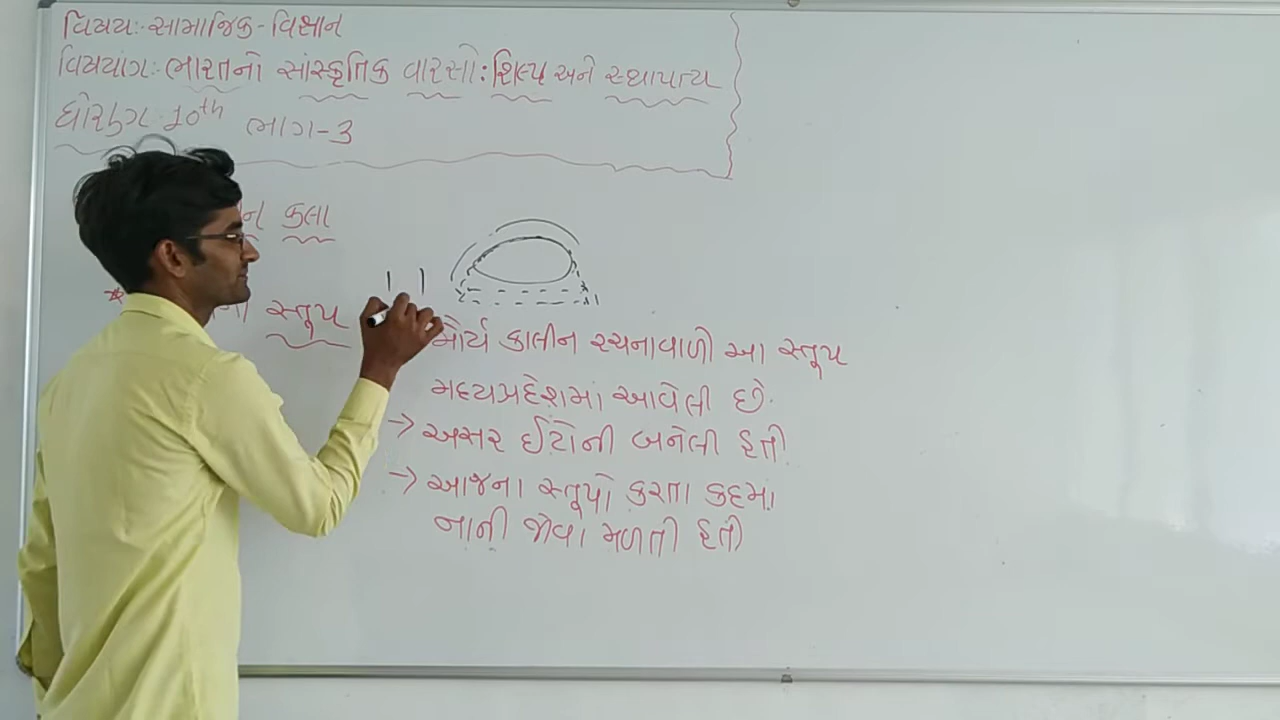 વિષયઃ- સામાજિક - વિજ્ઞાન
વિષયાંગઃ- ભારતનો સાંસ્કૃતિક વારસો : શિલ્પ અને સ્થાપત્ય
ધોરણ 10th ભાગ-3
કલા
સ્તૂપ
મૌર્ય કાલીન રચનાવાળી આ સ્તૂપ
મધ્યપ્રદેશમાં આવેલી છે.
→ અસર ઈંટોની બનેલી હતી
→ આજના સ્તૂપો કરતા કદમાં
નાની જોવા મળતી હતી